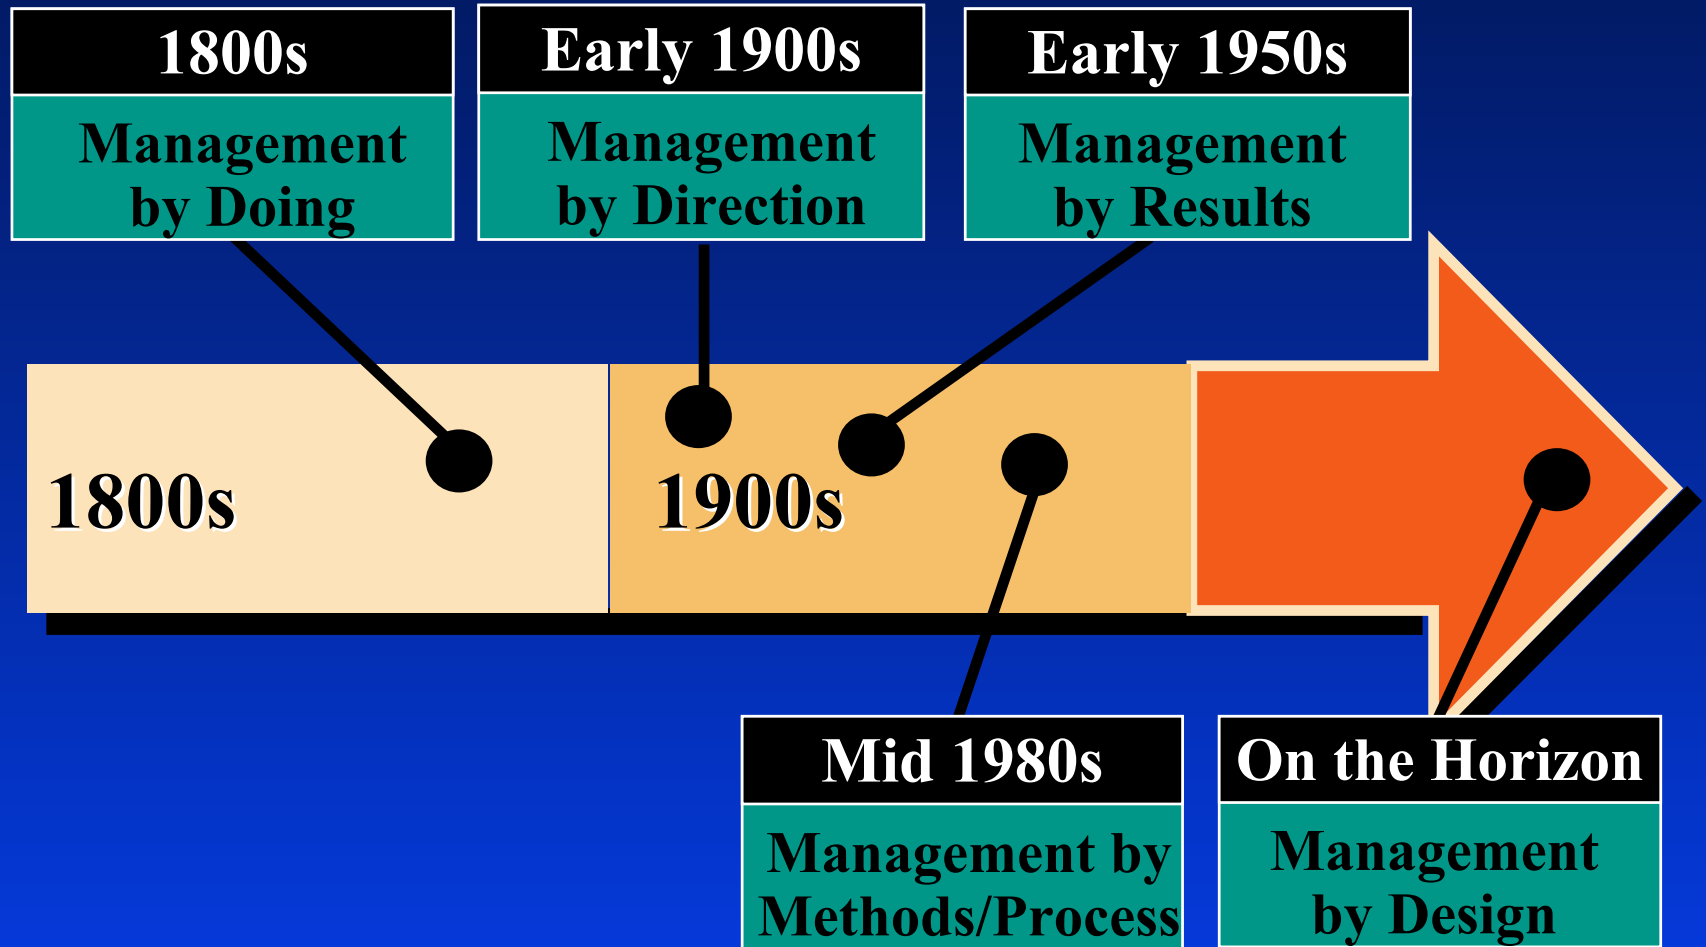 1800s
Management
by Doing
Early 1900s
Management
by Direction
Early 1950s
Management
by Results
1800s
1900s
Mid 1980s
Management by
Methods/Process
On the Horizon
Management
by Design